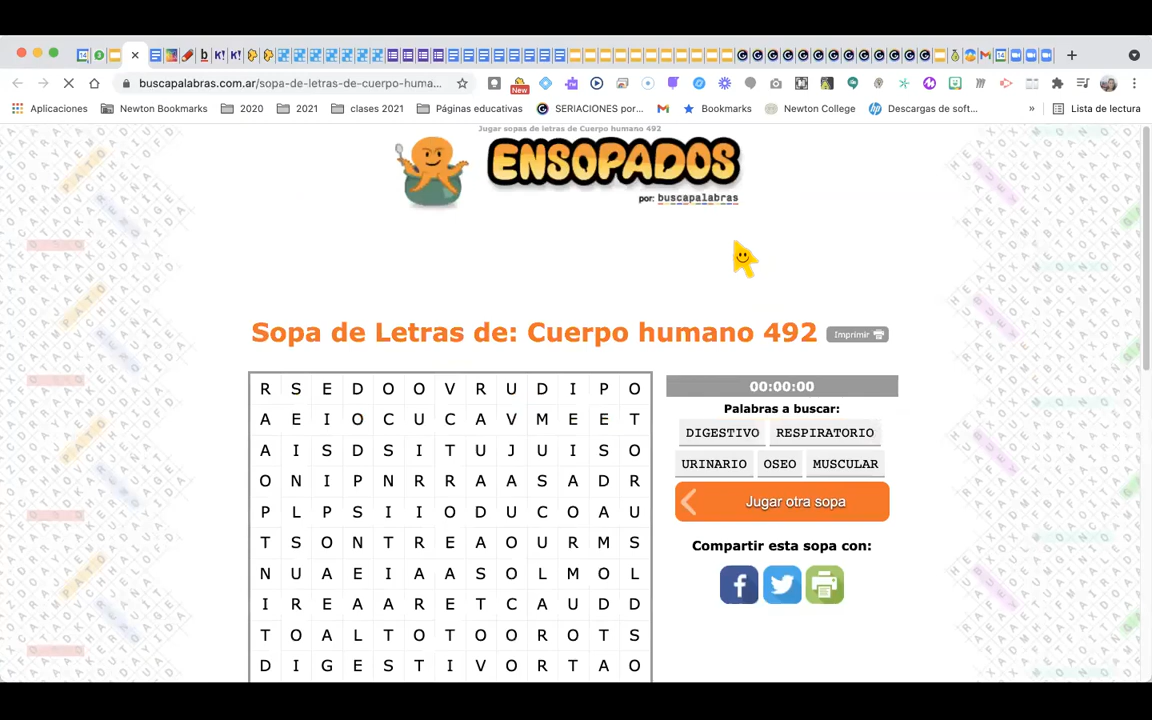 buscapalabras.com.ar/sopa-de-letras-de-cuerpo-huma...
New
Aplicaciones Newton Bookmarks 2020 2021 clases 2021 Páginas educativas SERIACIONES por... Bookmarks Newton College Descargas de soft... » Lista de lectura
Jugar sopas de letras de Cuerpo humano 492
ENSOPADOS
por: buscapalabras
Sopa de Letras de: Cuerpo humano 492
Imprimir
R S E D O O V R U D I P O
A E I O C U C A V M E E T
A I S D S I T U J U I S O
O N I P N R R A A S A D R
P L P S I I O D U C O A U
T S O N T R E A O U R M S
N U A E I A A S O L M O L
I R E A A R E T C A U D D
T O A L T O T O O R O T S
D I G E S T I V O R T A O
00:00:00
Palabras a buscar:
DIGESTIVO RESPIRATORIO
URINARIO OSEO MUSCULAR
Jugar otra sopa
Compartir esta sopa con: